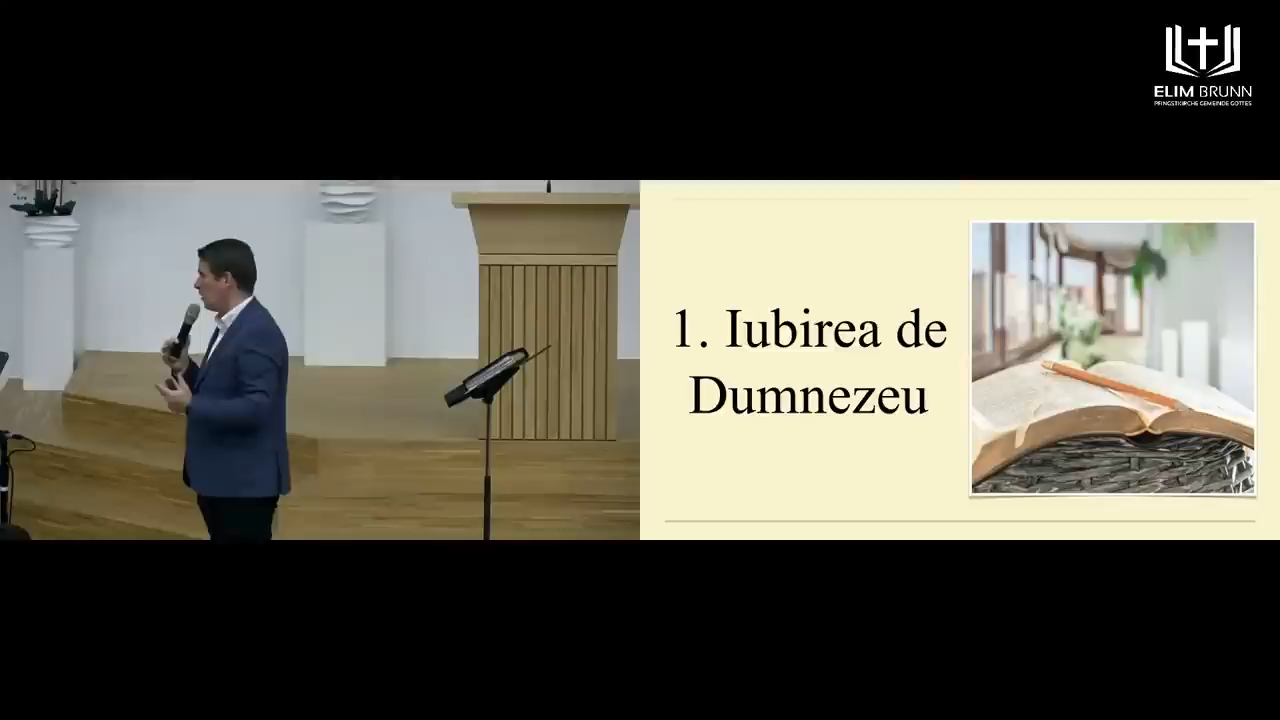 ELIM BRUNN
PFINGSTKIRCHE GEMEINDE GOTTES
1. Iubirea de
Dumnezeu